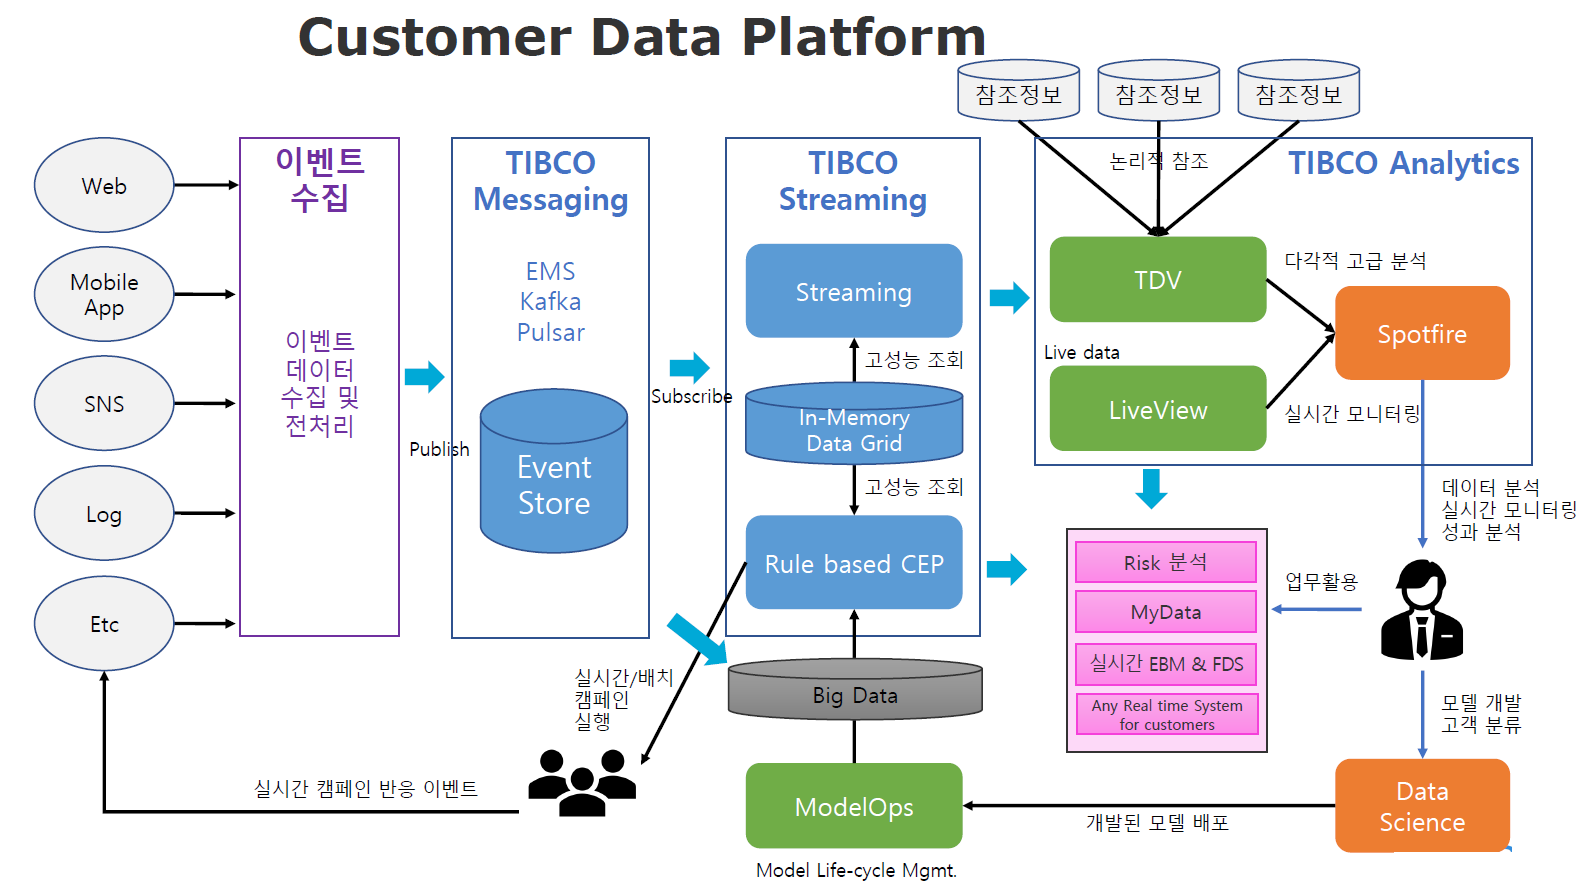 Customer Data Platform
참조정보
참조정보
참조정보
Web
Mobile
App
SNS
Log
Etc
이벤트
수집
이벤트
데이터
수집 및
전처리
Publish
TIBCO
Messaging
EMS
Kafka
Pulsar
Event
Store
Subscribe
TIBCO
Streaming
Streaming
고성능 조회
In-Memory
Data Grid
고성능 조회
Rule based CEP
논리적 참조
TIBCO Analytics
TDV
다각적 고급 분석
Spotfire
Live data
LiveView
실시간 모니터링
데이터 분석
실시간 모니터링
성과 분석
Risk 분석
MyData
실시간 EBM & FDS
Any Real time System
for customers
업무활용
모델 개발
고객 분류
실시간/배치
캠페인
실행
Big Data
실시간 캠페인 반응 이벤트
ModelOps
Model Life-cycle Mgmt.
개발된 모델 배포
Data
Science